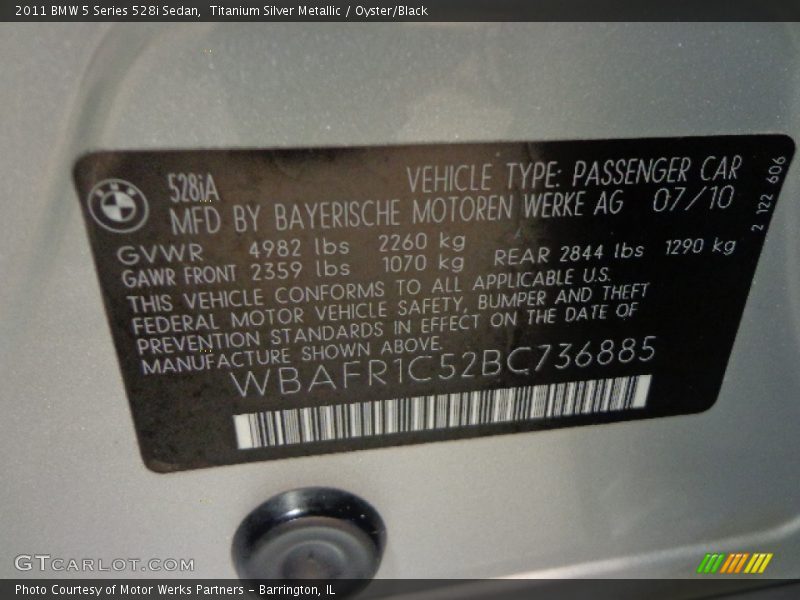 2011 BMW 5 Series 528i Sedan,  Titanium Silver Metallic / Oyster/Black
BMW
528iA
VEHICLE TYPE: PASSENGER CAR
MFD BY BAYERISCHE MOTOREN WERKE AG 07/10
GVWR 4982 lbs 2260 kg
GAWR FRONT 2359 lbs 1070 kg REAR 2844 lbs 1290 kg
THIS VEHICLE CONFORMS TO ALL APPLICABLE U.S.
FEDERAL MOTOR VEHICLE SAFETY, BUMPER AND THEFT
PREVENTION STANDARDS IN EFFECT ON THE DATE OF
MANUFACTURE SHOWN ABOVE.
WBAFR1C52BC736885
2 122 606
GTCARLOT.COM
Photo Courtesy of Motor Werks Partners - Barrington, IL